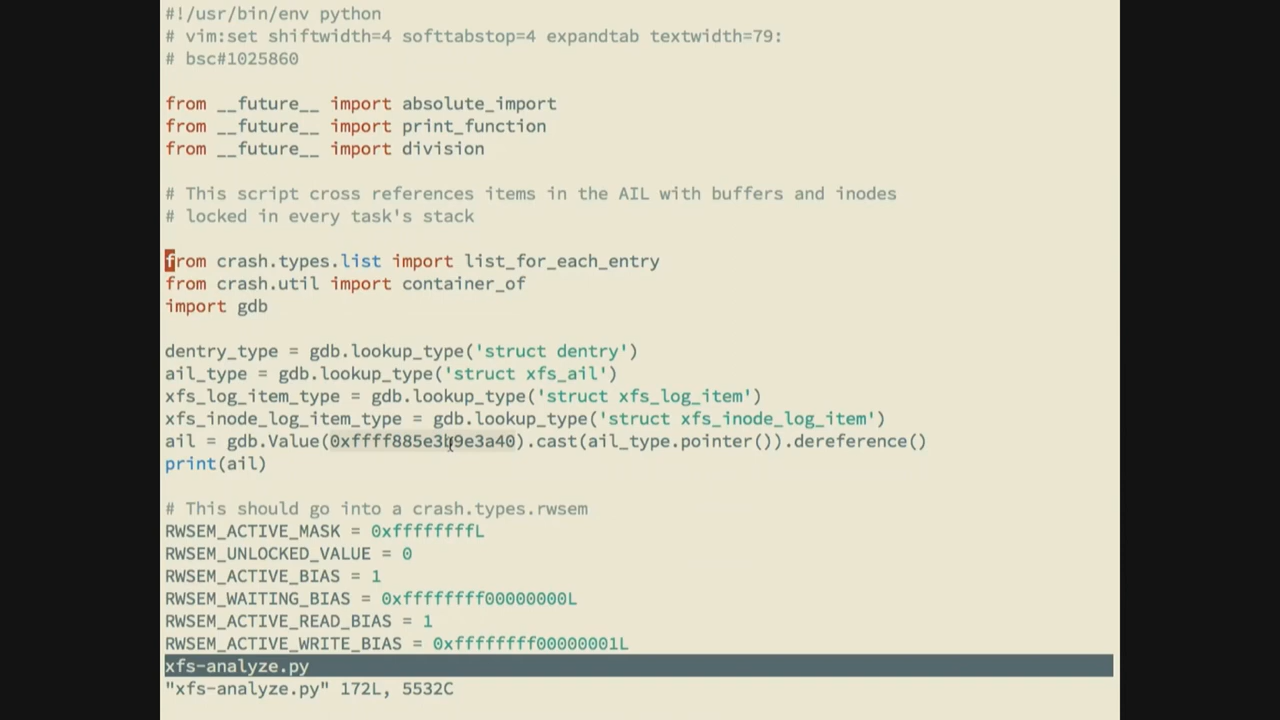 #!/usr/bin/env python
# vim:set shiftwidth=4 softtabstop=4 expandtab textwidth=79:
# bsc#1025860
from __future__ import absolute_import
from __future__ import print_function
from __future__ import division
# This script cross references items in the AIL with buffers and inodes
# locked in every task's stack
from crash.types.list import list_for_each_entry
from crash.util import container_of
import gdb
dentry_type = gdb.lookup_type('struct dentry')
ail_type = gdb.lookup_type('struct xfs_ail')
xfs_log_item_type = gdb.lookup_type('struct xfs_log_item')
xfs_inode_log_item_type = gdb.lookup_type('struct xfs_inode_log_item')
ail = gdb.Value(0xffff885e3b9e3a40).cast(ail_type.pointer()).dereference()
print(ail)
# This should go into a crash.types.rwsem
RWSEM_ACTIVE_MASK = 0xffffffffL
RWSEM_UNLOCKED_VALUE = 0
RWSEM_ACTIVE_BIAS = 1
RWSEM_WAITING_BIAS = 0xffffffff00000000L
RWSEM_ACTIVE_READ_BIAS = 1
RWSEM_ACTIVE_WRITE_BIAS = 0xffffffff00000001L
xfs-analyze.py
"xfs-analyze.py" 172L, 5532C